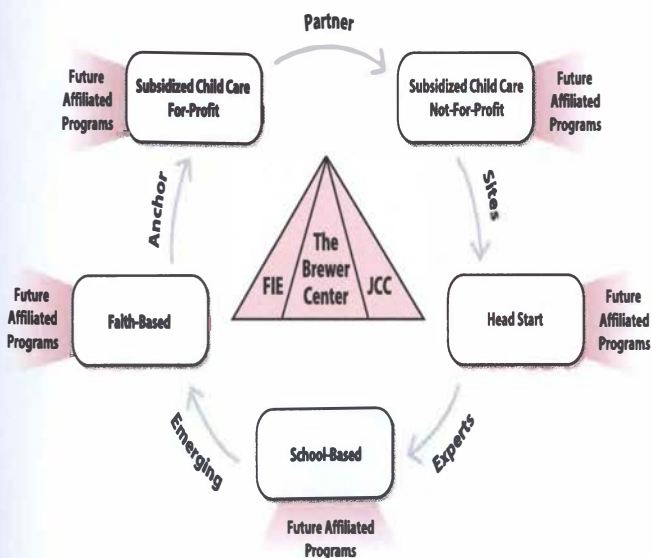 Partner
Future
Affiliated
Programs
Subsidized Child Care
For-Profit
Subsidized Child Care
Not-For-Profit
Future
Affiliated
Programs
Anchor
Sites
FIE
The
Brewer
Center
JCC
Future
Affiliated
Programs
Faith-Based
Head Start
Future
Affiliated
Programs
Emerging
Experts
School-Based
Future Affiliated
Programs